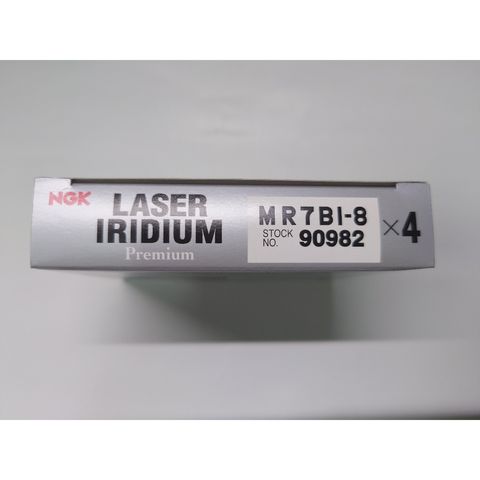 NGK
LASER
IRIDIUM
Premium
MR7BI-8
STOCK
NO. 90982
×4